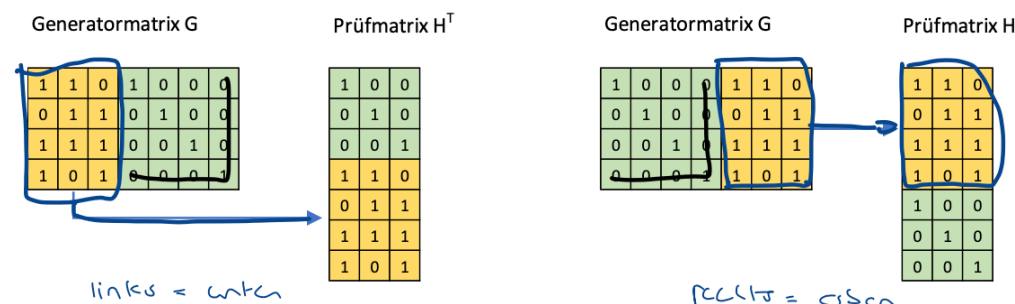 Generatormatrix G Prüfmatrix H^T Generatormatrix G Prüfmatrix H
1 1 0 1 0 0 0 1 0 0 1 0 0 0 1 1 0 1 1 0
0 1 1 0 1 0 0 0 1 0 0 1 0 0 0 1 1 0 1 1
1 1 1 0 0 1 0 0 0 1 0 0 1 0 1 1 1 1 1 1
1 0 1 0 0 0 1 1 1 0 0 0 0 1 1 0 1 1 0 1
0 1 1 1 0 0
1 1 1 0 1 0
1 0 1 0 0 1
links = unten rechts = oben